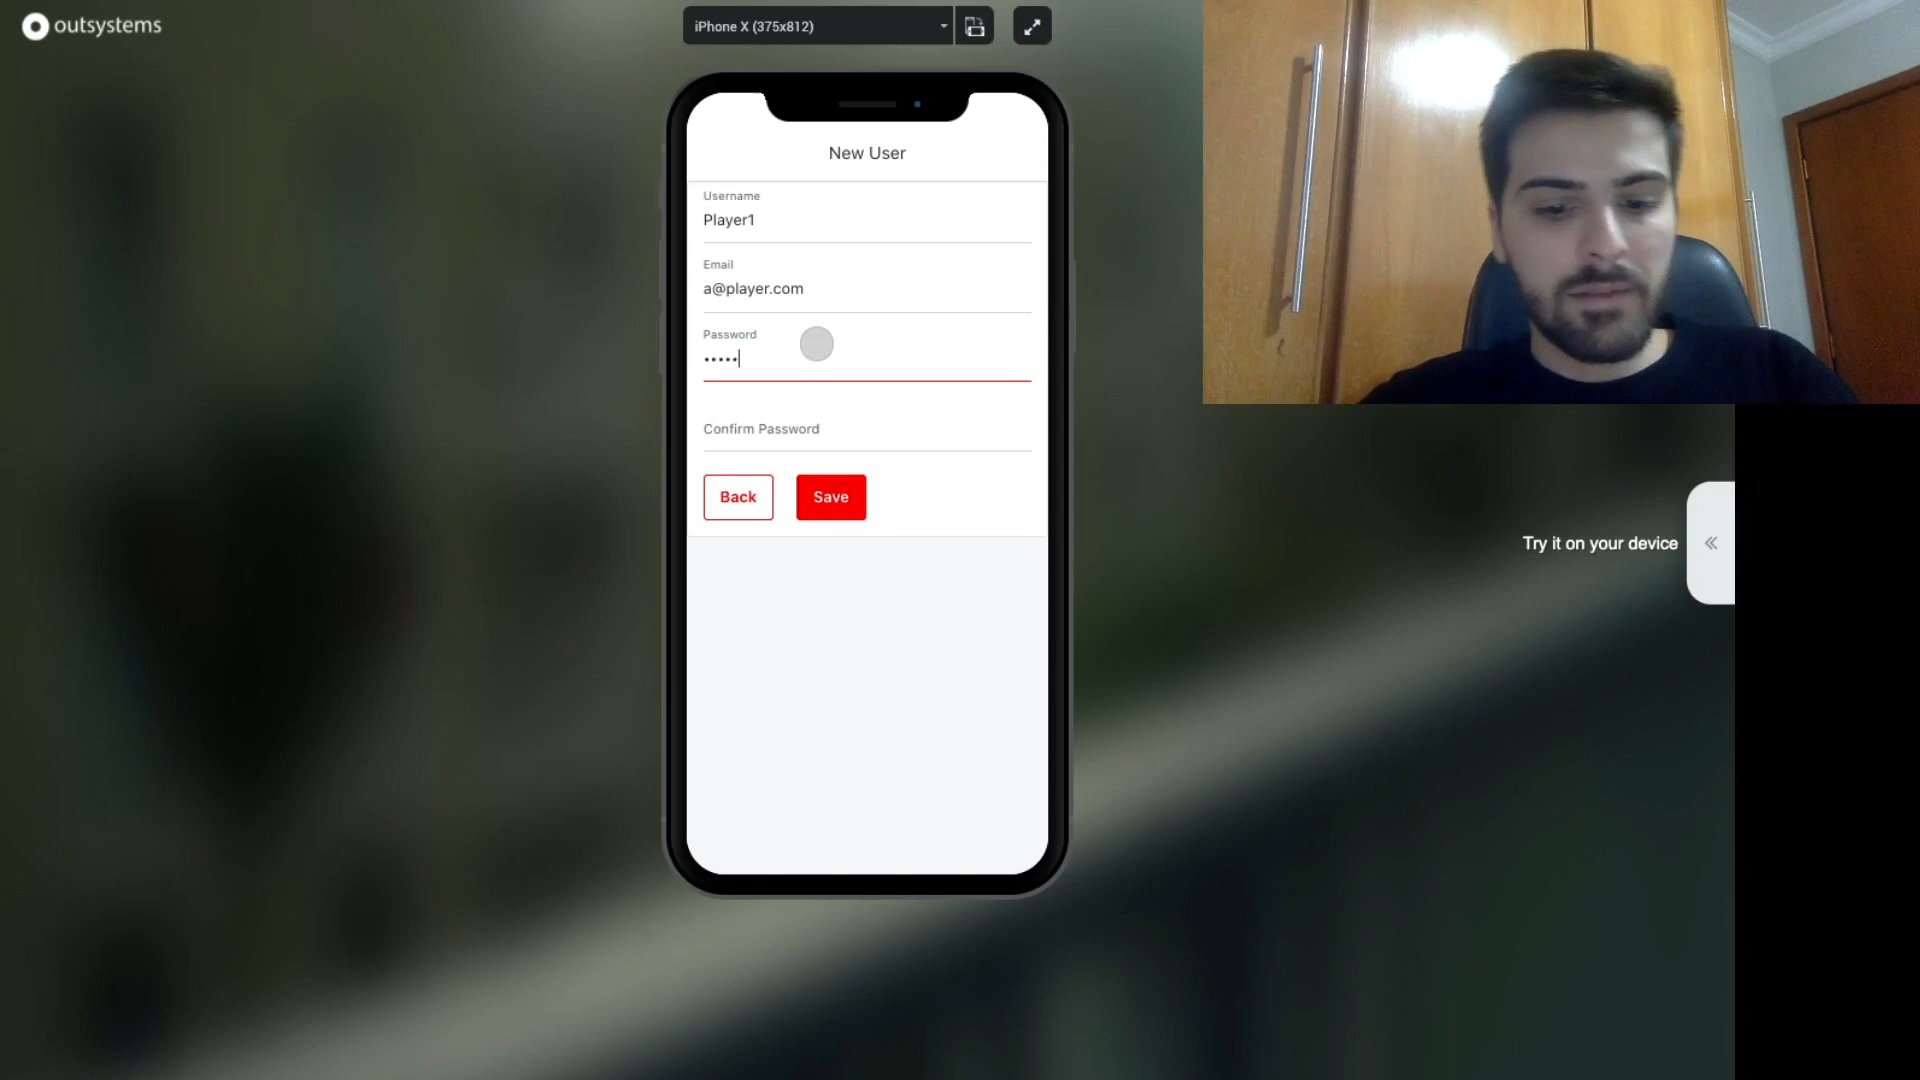 outsystems
iPhone X (375x812)
New User
Username
Player1
Email
a@player.com
Password
•••••
Confirm Password
Back
Save
Try it on your device